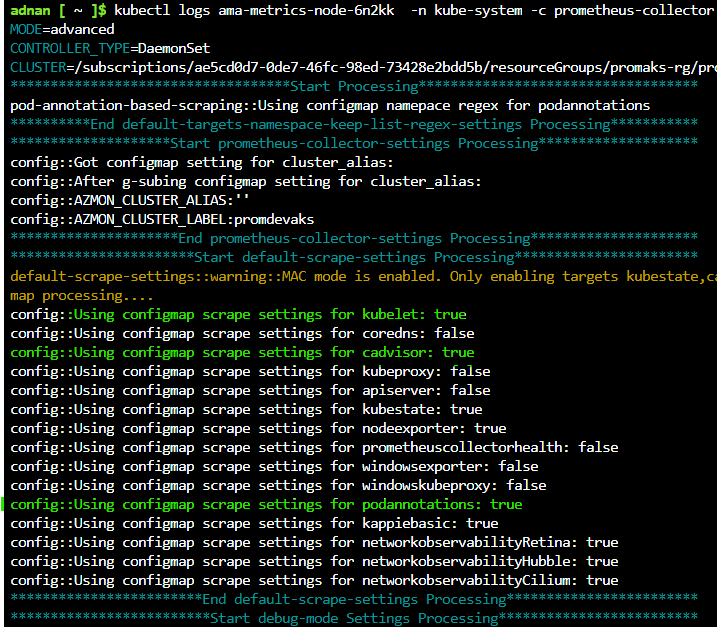 adnan [ ~ ]$ kubectl logs ama-metrics-node-6n2kk  -n kube-system -c prometheus-collector
MODE=advanced
CONTROLLER_TYPE=DaemonSet
CLUSTER=/subscriptions/ae5cd0d7-0de7-46fc-98ed-73428e2bdd5b/resourceGroups/promaks-rg/pro
***********************************Start Processing***********************************
pod-annotation-based-scraping::Using configmap namepace regex for podannotations
**********End default-targets-namespace-keep-list-regex-settings Processing***********
********************Start prometheus-collector-settings Processing********************
config::Got configmap setting for cluster_alias:
config::After g-subing configmap setting for cluster_alias:
config::AZMON_CLUSTER_ALIAS:''
config::AZMON_CLUSTER_LABEL:promdevaks
*********************End prometheus-collector-settings Processing*********************
***********************Start default-scrape-settings Processing***********************
default-scrape-settings::warning::MAC mode is enabled. Only enabling targets kubestate,ca
map processing....
config::Using configmap scrape settings for kubelet: true
config::Using configmap scrape settings for coredns: false
config::Using configmap scrape settings for cadvisor: true
config::Using configmap scrape settings for kubeproxy: false
config::Using configmap scrape settings for apiserver: false
config::Using configmap scrape settings for kubestate: true
config::Using configmap scrape settings for nodeexporter: true
config::Using configmap scrape settings for prometheuscollectorhealth: false
config::Using configmap scrape settings for windowsexporter: false
config::Using configmap scrape settings for windowskubeproxy: false
config::Using configmap scrape settings for podannotations: true
config::Using configmap scrape settings for kappiebasic: true
config::Using configmap scrape settings for networkobservabilityRetina: true
config::Using configmap scrape settings for networkobservabilityHubble: true
config::Using configmap scrape settings for networkobservabilityCilium: true
************************End default-scrape-settings Processing************************
*************************Start debug-mode Settings Processing*************************